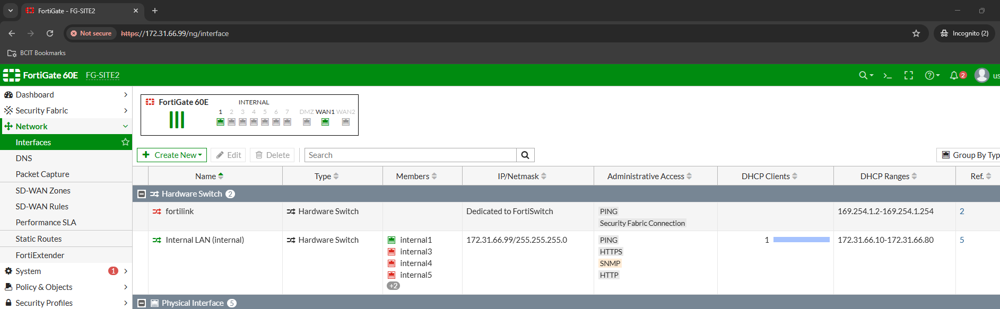 FortiGate - FG-SITE2
Not secure https://172.31.66.99/ng/interface Incognito (2)
BCIT Bookmarks
FortiGate 60E FG-SITE2 2 us
Dashboard
Security Fabric
Network
Interfaces
DNS
Packet Capture
SD-WAN Zones
SD-WAN Rules
Performance SLA
Static Routes
FortiExtender
System 1
Policy & Objects
Security Profiles
FortiGate 60E INTERNAL
1 2 3 4 5 6 7 DMZ WAN1 WAN2
Create New Edit Delete Search Group By Typ
Name Type Members IP/Netmask Administrative Access DHCP Clients DHCP Ranges Ref.
Hardware Switch 2
fortilink Hardware Switch Dedicated to FortiSwitch PING 169.254.1.2-169.254.1.254 2
Security Fabric Connection
Internal LAN (internal) Hardware Switch internal1 172.31.66.99/255.255.255.0 PING 1 172.31.66.10-172.31.66.80 5
internal3 HTTPS
internal4 SNMP
internal5 HTTP
+2
Physical Interface 5